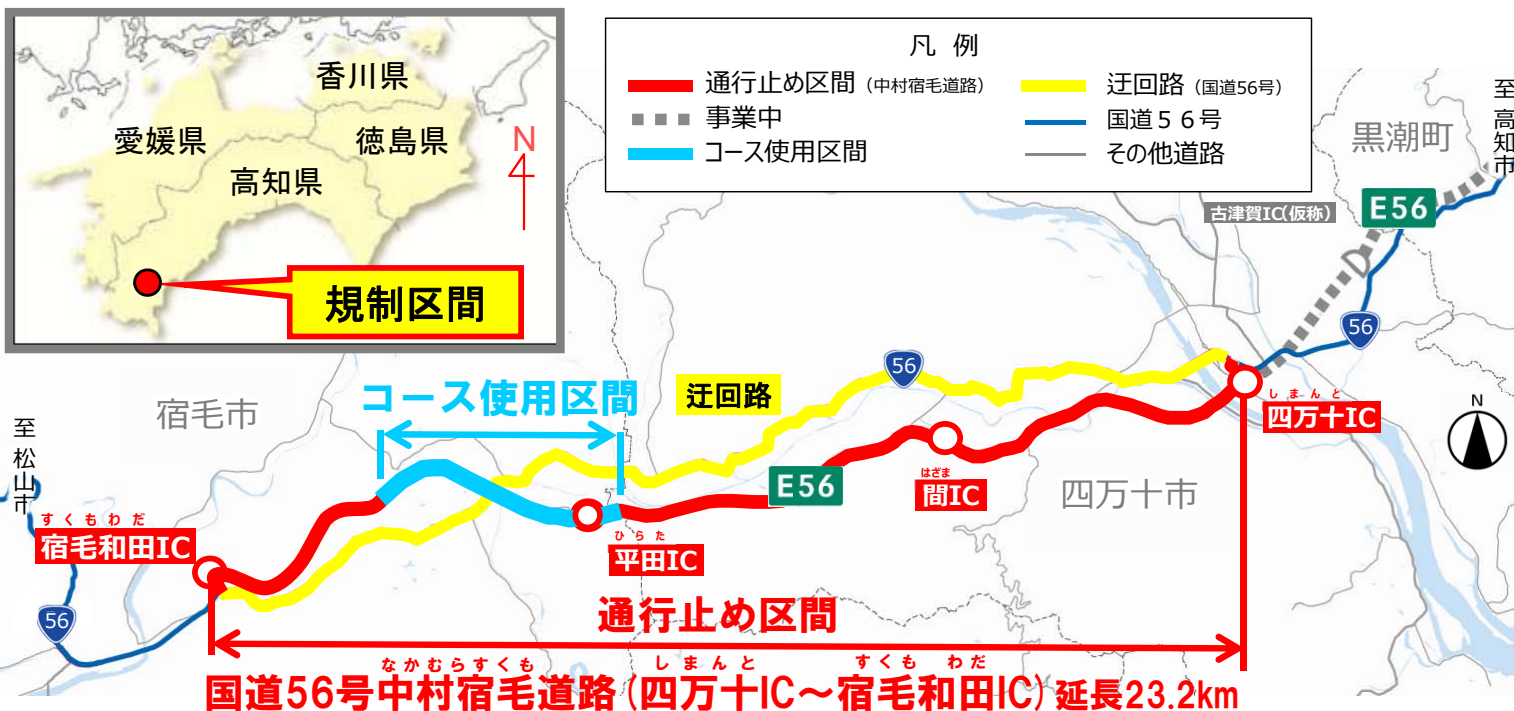 香川県
愛媛県
徳島県
高知県
N
規制区間
凡 例
通行止め区間 (中村宿毛道路)
迂回路 (国道56号)
事業中
国道５６号
コース使用区間
その他道路
至 高知市
黒潮町
古津賀IC(仮称)
E56
56
56
コース使用区間
迂回路
宿毛市
至 松山市
しまんと
四万十IC
N
E56
はざま
間IC
四万十市
すくもわだ
宿毛和田IC
ひらた
平田IC
56
通行止め区間
なかむらすくも しまんと すくも わだ
国道56号中村宿毛道路 (四万十IC～宿毛和田IC) 延長23.2km